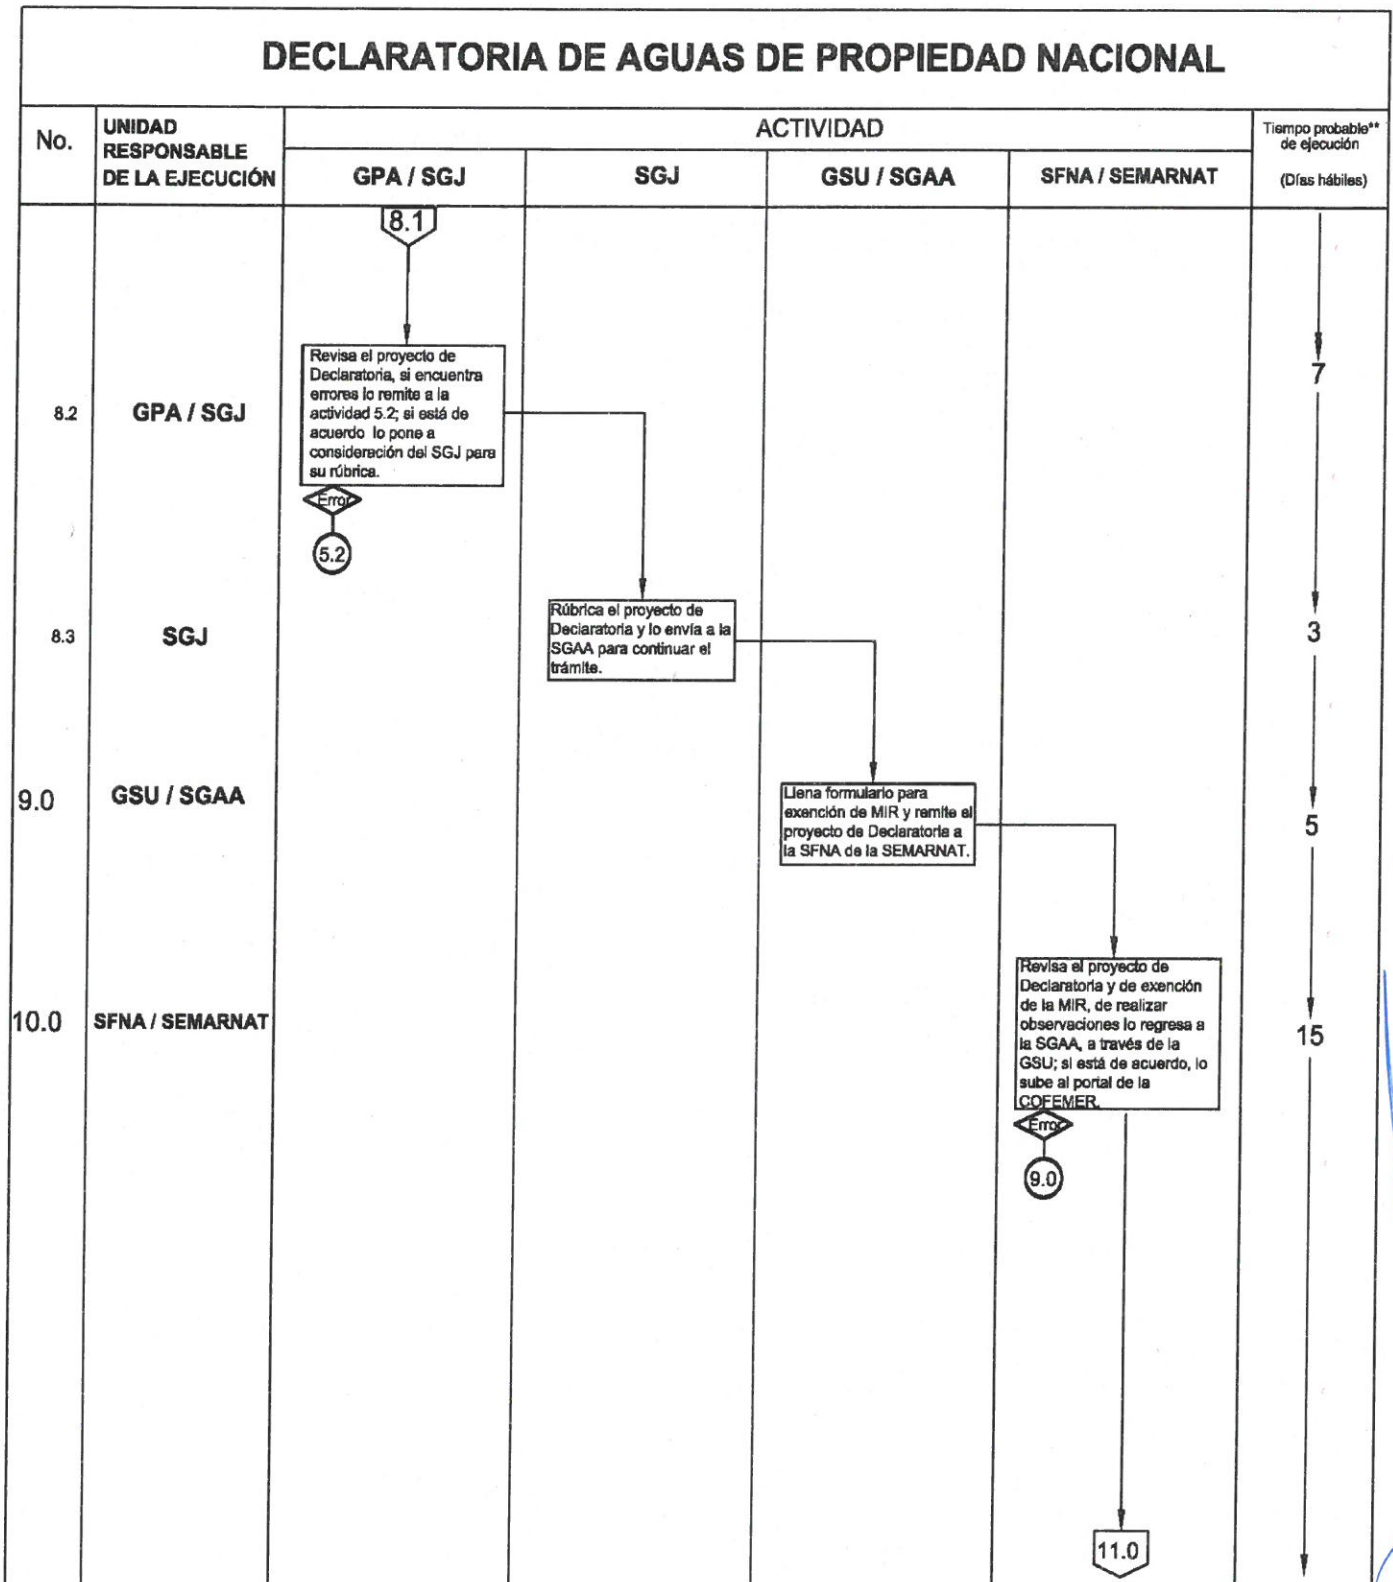 DECLARATORIA DE AGUAS DE PROPIEDAD NACIONAL
No.
UNIDAD
RESPONSABLE
DE LA EJECUCIÓN
ACTIVIDAD
GPA / SGJ
SGJ
GSU / SGAA
SFNA / SEMARNAT
Tiempo probable**
de ejecución
(Días hábiles)
8.1
8.2
GPA / SGJ
Revisa el proyecto de
Declaratoria, si encuentra
errores lo remite a la
actividad 5.2; si está de
acuerdo lo pone a
consideración del SGJ para
su rúbrica.
7
Error
5.2
8.3
SGJ
Rúbrica el proyecto de
Declaratoria y lo envía a la
SGAA para continuar el
trámite.
3
9.0
GSU / SGAA
Llena formulario para
exención de MIR y remite el
proyecto de Declaratoria a
la SFNA de la SEMARNAT.
5
10.0
SFNA / SEMARNAT
Revisa el proyecto de
Declaratoria y de exención
de la MIR, de realizar
observaciones lo regresa a
la SGAA, a través de la
GSU; si está de acuerdo, lo
sube al portal de la
COFEMER.
15
Error
9.0
11.0